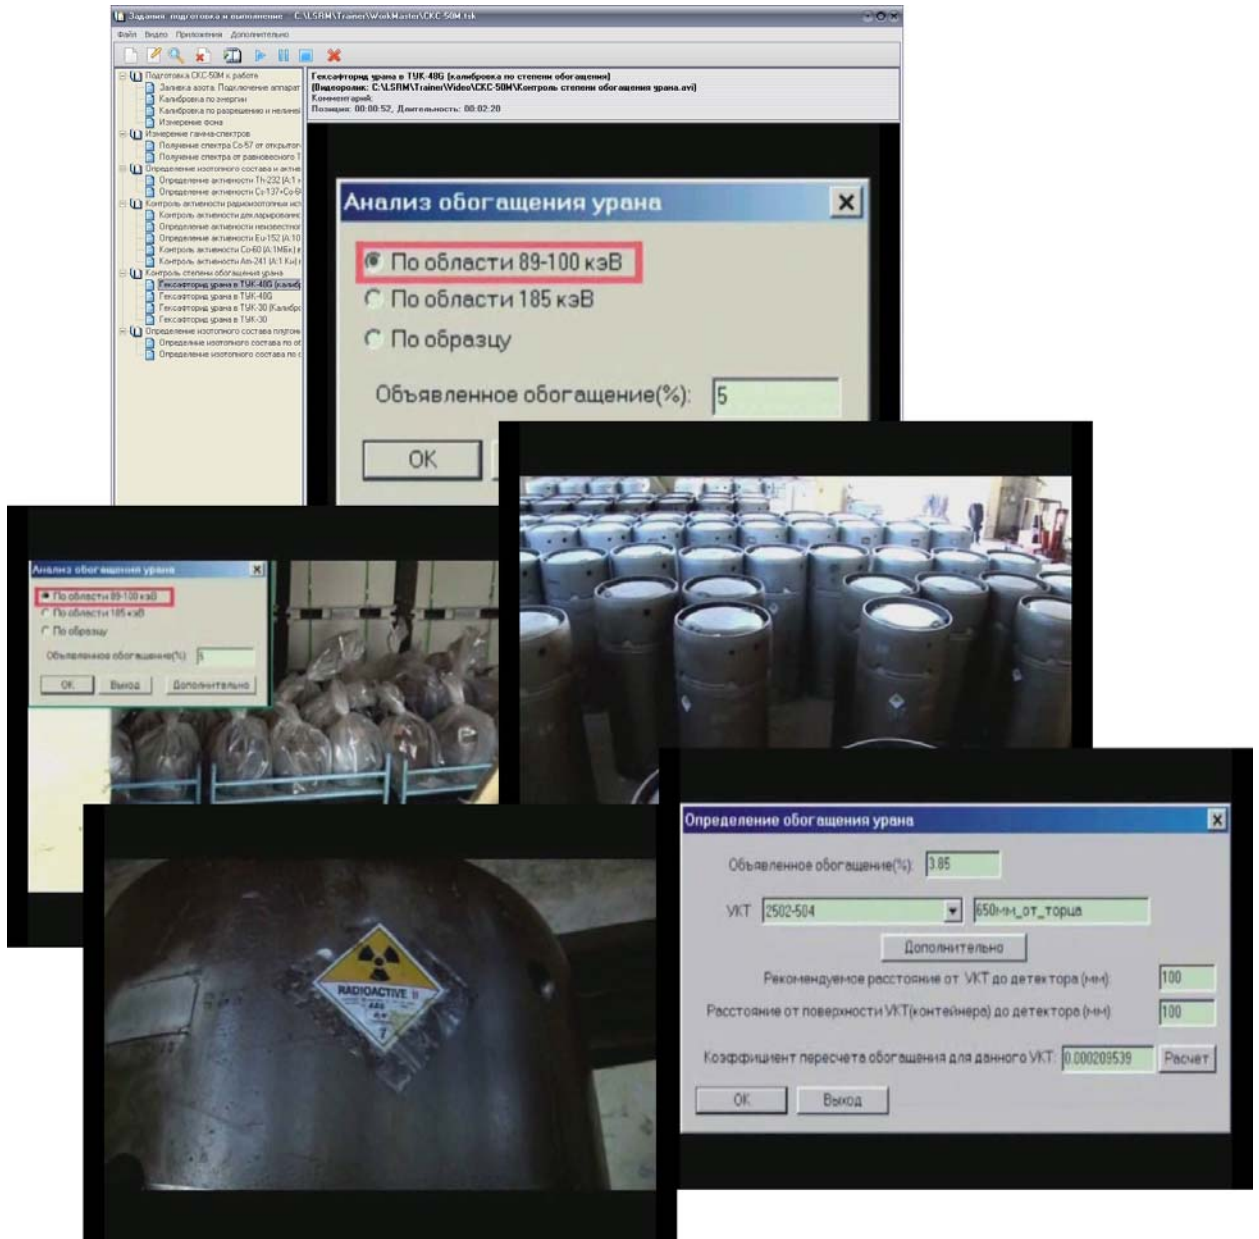 Задания: подготовка и выполнение C:\LSRM\Trainer\WorkMaster\СКС-50М.tsk
Файл Видео Приложения Дополнительно
Подготовка СКС-50М к работе
Заливка азота. Подключение аппарат
Калибровка по энергии
Калибровка по разрешению и нелиней
Измерение фона
Измерение гамма-спектров
Получение спектра Co-57 от открытог
Получение спектра от равновесного Т
Определение изотопного состава и актив
Определение активности Th-232 (А:1 к
Определение активности Cs-137+Co-6
Контроль активности радиоизотопных ист
Контроль активности декларированно
Определение активности неизвестног
Определение активности Eu-152 (А:10
Контроль активности Co-60 (А:1МБк) в
Контроль активности Am-241 (А:1 Ки) в
Контроль степени обогащения урана
Гексафторид урана в ТУК-48G (калибр
Гексафторид урана в ТУК-48G
Гексафторид урана в ТУК-30 (Калибро
Гексафторид урана в ТУК-30
Определение изотопного состава плутони
Определние изотопного состава по об
Определение изотопного состава по с
Гексафторид урана в ТУК-48G (калибровка по степени обогащения)
(Видеоролик: C:\LSRM\Trainer\Video\СКС-50М\Контроль степени обогащения урана.avi)
Комментарий:
Позиция: 00:00:52, Длительность: 00:02:20
Анализ обогащения урана
По области 89-100 кэВ
По области 185 кэВ
По образцу
Объявленное обогащение(%): 5
OK
Анализ обогащения урана
По области 89-100 кэВ
По области 185 кэВ
По образцу
Объявленное обогащение(%) 5
OK Выход Дополнительно
RADIOACTIVE II
7
Определение обогащения урана
Объявленное обогащение(%): 3.85
УКТ 2502-504 650мм_от_торца
Дополнительно
Рекомендуемое расстояние от УКТ до детектора (мм): 100
Расстояние от поверхности УКТ(контейнера) до детектора (мм): 100
Коэффициент пересчета обогащения для данного УКТ: 0.000209539 Расчет
OK Выход